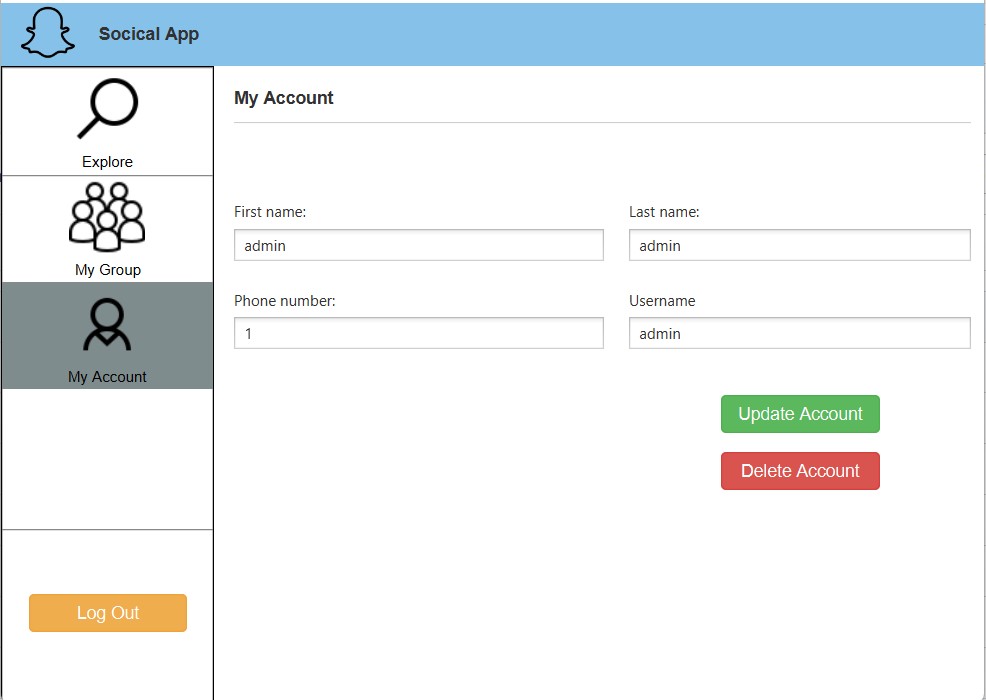 Socical App
Explore
My Group
My Account
Log Out
My Account
First name:
Last name:
admin
admin
Phone number:
Username
1
admin
Update Account
Delete Account